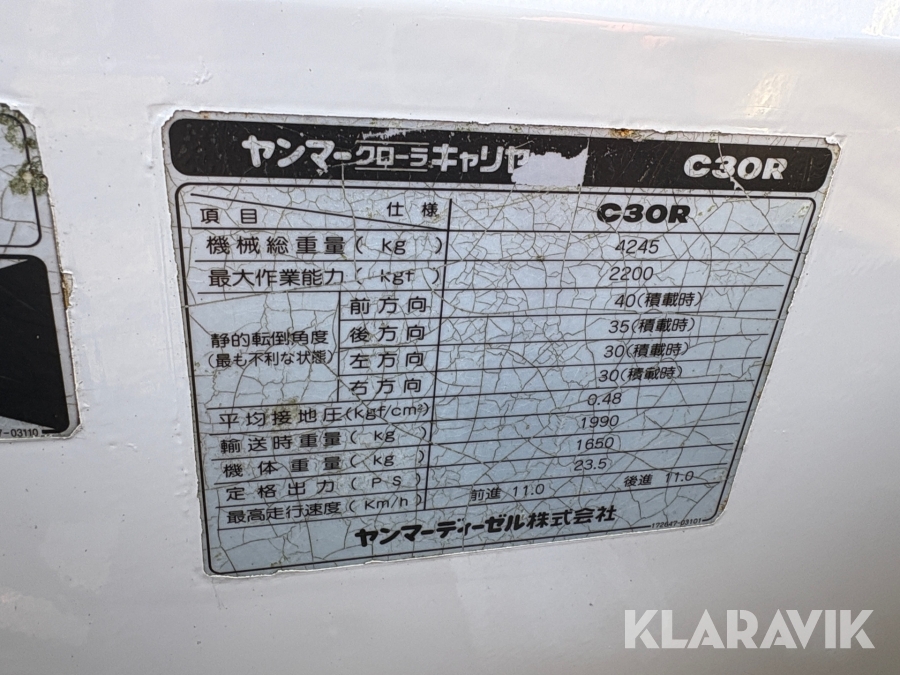 ヤンマークローラキャリヤ C30R
項目 仕様 C30R
機械総重量(kg) 4245
最大作業能力(kgf) 2200
静的転倒角度(最も不利な状態) 前方向 40(積載時)
後方向 35(積載時)
左方向 30(積載時)
右方向 30(積載時)
平均接地圧(Kgf/cm²) 0.48
輸送時重量(kg) 1990
機体重量(kg) 1650
定格出力(PS) 23.5
最高走行速度(Km/h) 前進 11.0 後進 11.0
ヤンマーディーゼル株式会社 172647-03101
7-03110
KLARAVIK